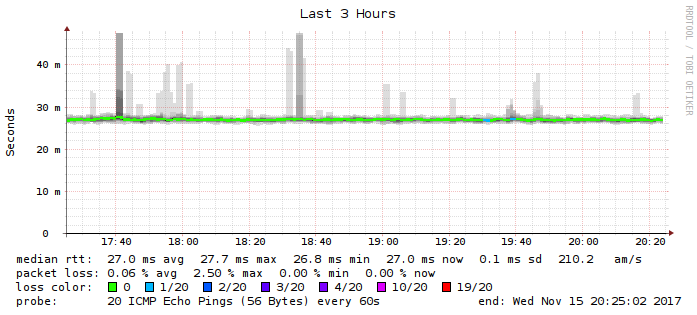 Last 3 Hours
RRDTOOL / TOBI OETIKER
Seconds
40 m
30 m
20 m
10 m
0
17:40 18:00 18:20 18:40 19:00 19:20 19:40 20:00 20:20
median rtt: 27.0 ms avg 27.7 ms max 26.8 ms min 27.0 ms now 0.1 ms sd 210.2 am/s
packet loss: 0.06 % avg 2.50 % max 0.00 % min 0.00 % now
loss color: 0 1/20 2/20 3/20 4/20 10/20 19/20
probe: 20 ICMP Echo Pings (56 Bytes) every 60s end: Wed Nov 15 20:25:02 2017